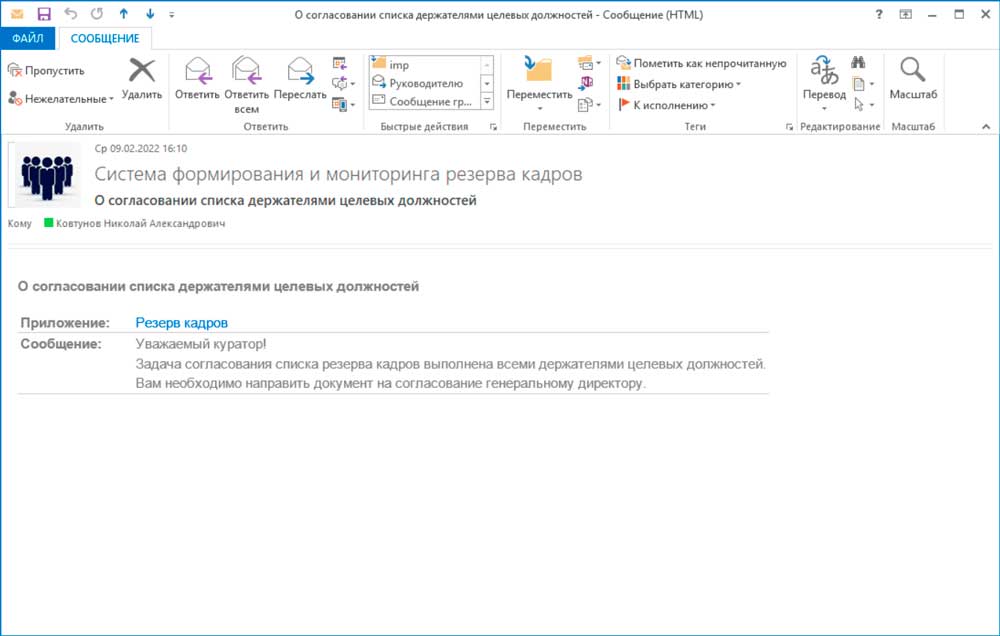 О согласовании списка держателями целевых должностей - Сообщение (HTML)
ФАЙЛ
СООБЩЕНИЕ
Пропустить
Нежелательные
Удалить
Удалить
Ответить
Ответить всем
Переслать
Ответить
imp
Руководителю
Сообщение гр...
Быстрые действия
Переместить
Переместить
Пометить как непрочитанную
Выбрать категорию
К исполнению
Теги
Перевод
Редактирование
Масштаб
Масштаб
Ср 09.02.2022 16:10
Система формирования и мониторинга резерва кадров
О согласовании списка держателями целевых должностей
Кому Ковтунов Николай Александрович
О согласовании списка держателями целевых должностей
Приложение: Резерв кадров
Сообщение: Уважаемый куратор!
Задача согласования списка резерва кадров выполнена всеми держателями целевых должностей.
Вам необходимо направить документ на согласование генеральному директору.